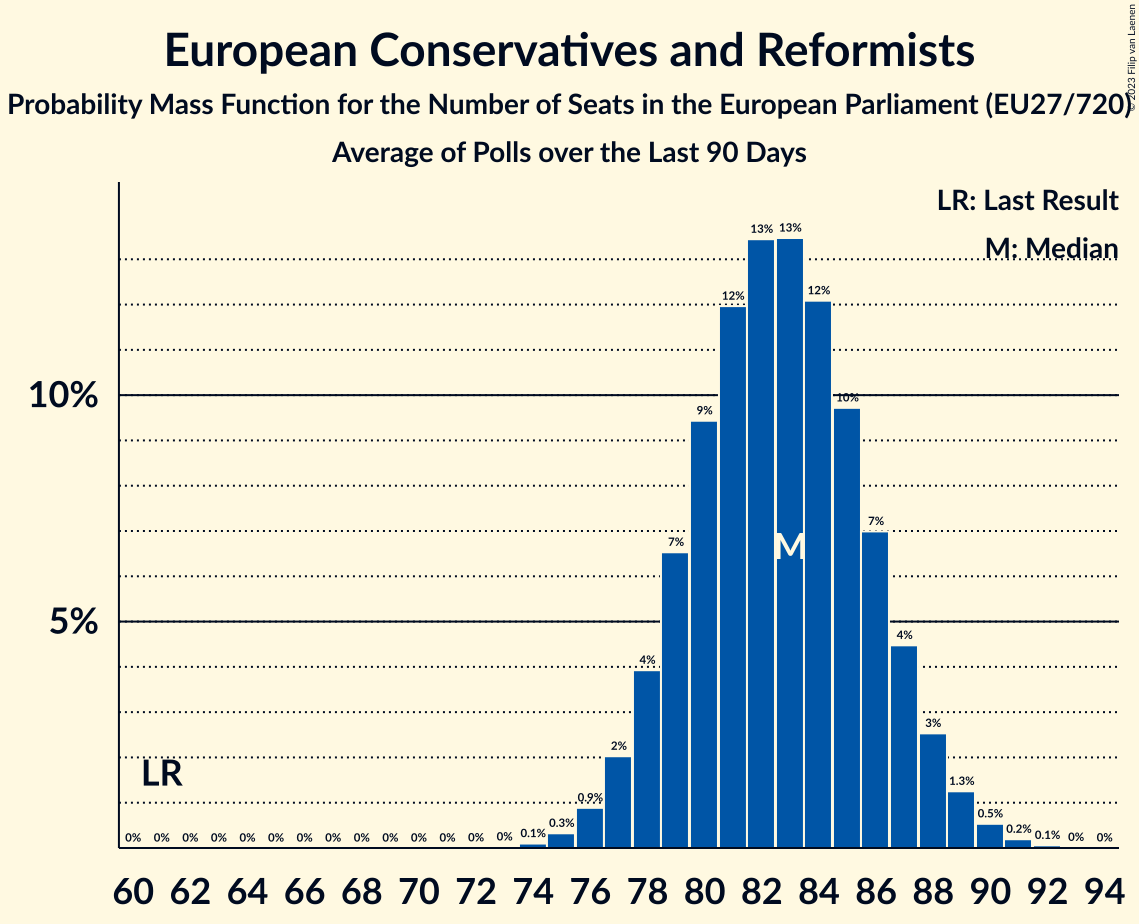 European Conservatives and Reformists
Probability Mass Function for the Number of Seats in the European Parliament (EU27/720)
Average of Polls over the Last 90 Days
© 2023 Filip van Laenen
LR: Last Result
M: Median
10%
5%
LR
M
0% 0% 0% 0% 0% 0% 0% 0% 0% 0% 0% 0% 0% 0% 0.1% 0.3% 0.9% 2% 4% 7% 9% 12% 13% 13% 12% 10% 7% 4% 3% 1.3% 0.5% 0.2% 0.1% 0% 0%
60 62 64 66 68 70 72 74 76 78 80 82 84 86 88 90 92 94